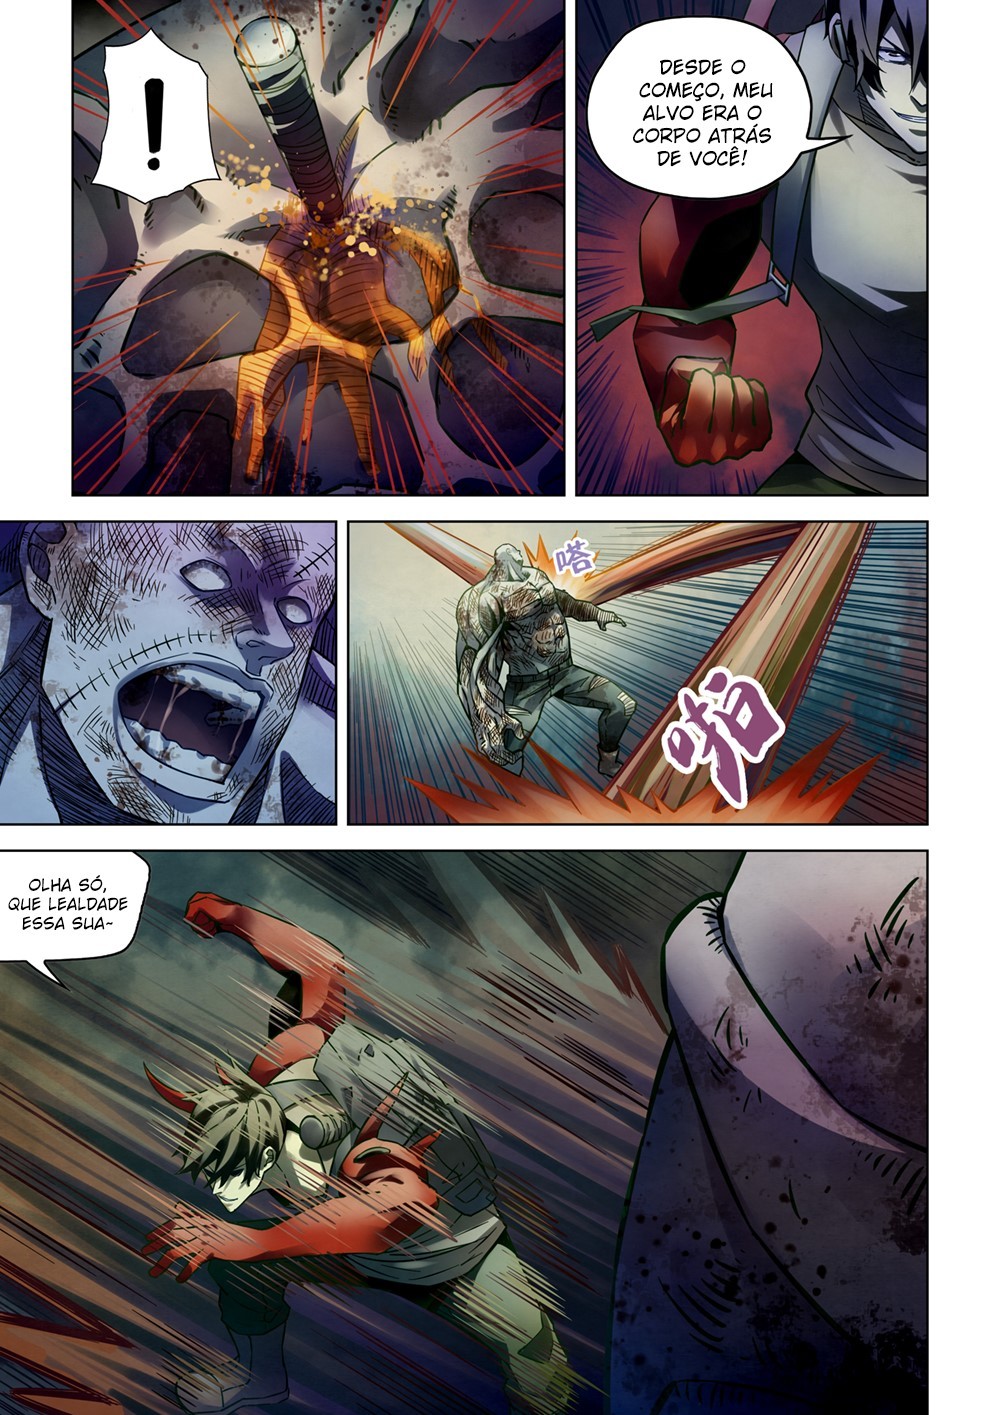 DESDE O
COMEÇO, MEU
ALVO ERA O
CORPO ATRÁS
DE VOCÊ!
!
嗒
啪
OLHA SÓ,
QUE LEALDADE
ESSA SUA~